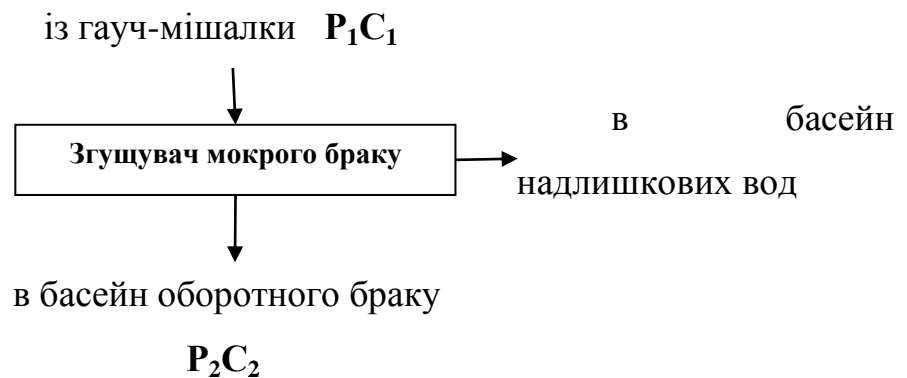 із гауч-мішалки P₁C₁
Згущувач мокрого браку
в басейн
надлишкових вод
в басейн оборотного браку
P₂C₂